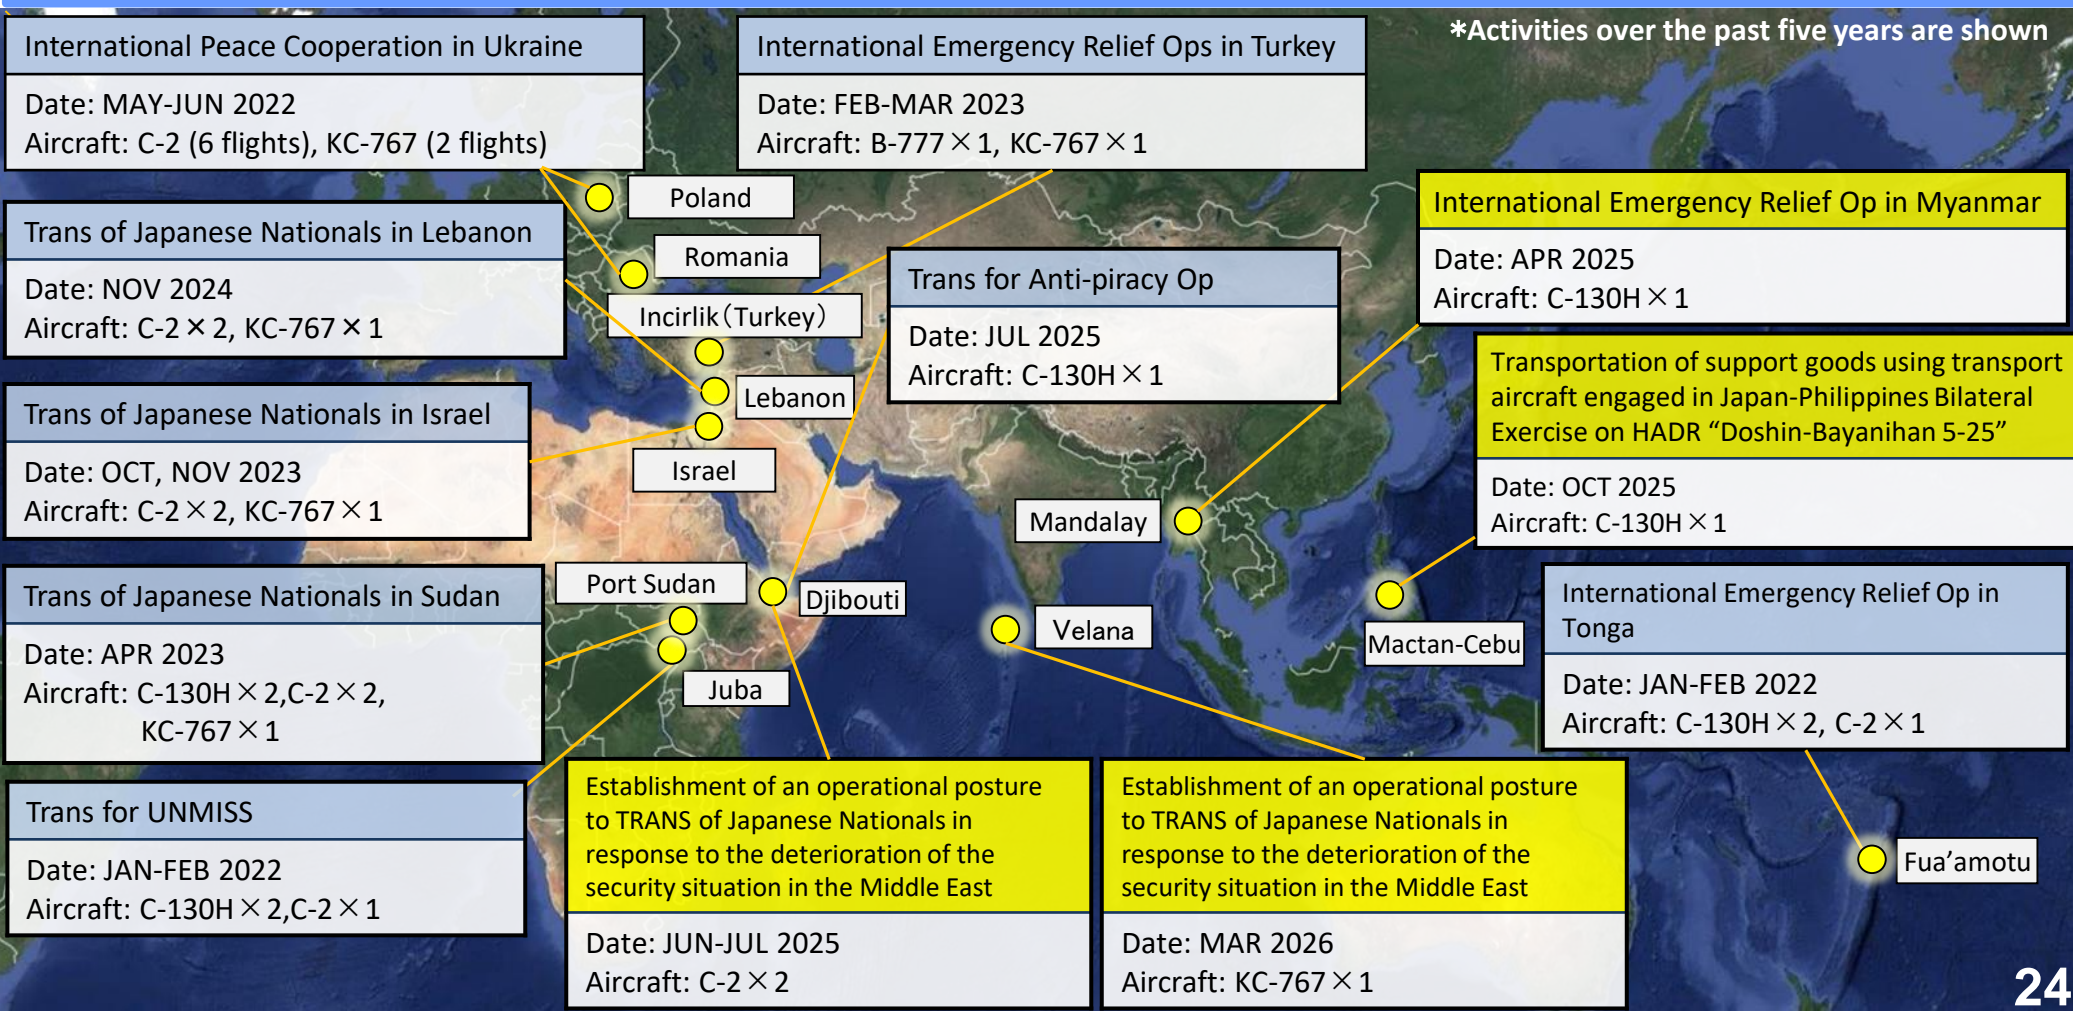 *Activities over the past five years are shown
International Peace Cooperation in Ukraine
Date: MAY-JUN 2022
Aircraft: C-2 (6 flights), KC-767 (2 flights)
International Emergency Relief Ops in Turkey
Date: FEB-MAR 2023
Aircraft: B-777×1, KC-767×1
Poland
Romania
Incirlik（Turkey）
Lebanon
Israel
Trans of Japanese Nationals in Lebanon
Date: NOV 2024
Aircraft: C-2×2, KC-767×1
Trans for Anti-piracy Op
Date: JUL 2025
Aircraft: C-130H×1
International Emergency Relief Op in Myanmar
Date: APR 2025
Aircraft: C-130H×1
Transportation of support goods using transport
aircraft engaged in Japan-Philippines Bilateral
Exercise on HADR “Doshin-Bayanihan 5-25”
Date: OCT 2025
Aircraft: C-130H×1
Trans of Japanese Nationals in Israel
Date: OCT, NOV 2023
Aircraft: C-2×2, KC-767×1
Mandalay
Port Sudan
Djibouti
Velana
Mactan-Cebu
Juba
Trans of Japanese Nationals in Sudan
Date: APR 2023
Aircraft: C-130H×2,C-2×2,
KC-767×1
International Emergency Relief Op in
Tonga
Date: JAN-FEB 2022
Aircraft: C-130H×2, C-2×1
Fua’amotu
Trans for UNMISS
Date: JAN-FEB 2022
Aircraft: C-130H×2,C-2×1
Establishment of an operational posture
to TRANS of Japanese Nationals in
response to the deterioration of the
security situation in the Middle East
Date: JUN-JUL 2025
Aircraft: C-2×2
Establishment of an operational posture
to TRANS of Japanese Nationals in
response to the deterioration of the
security situation in the Middle East
Date: MAR 2026
Aircraft: KC-767×1
24